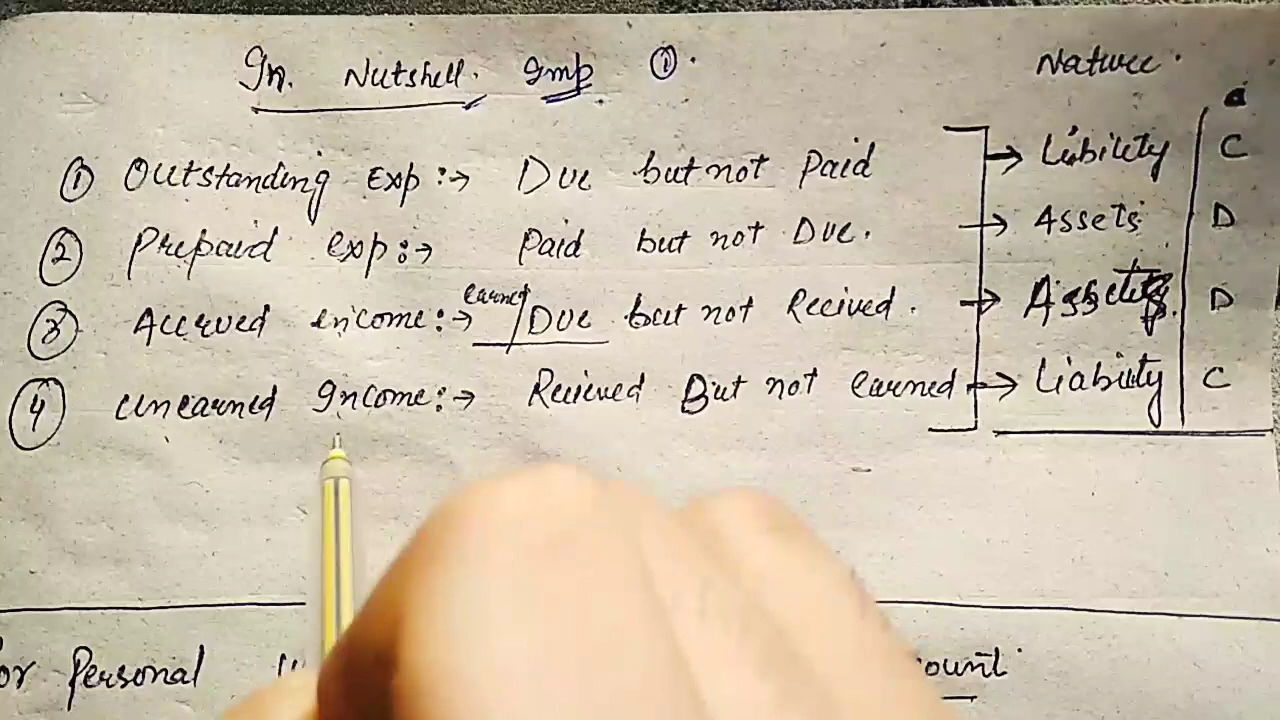 In. Nutshell. Imp ①. Nature.
① Outstanding Exp :→ Due but not Paid → Libility C
② Prepaid exp :→ Paid but not Due. → Assets D
③ Accrued income :→ earned/Due but not Recived. → Assets. D
④ unearned Income :→ Recieved But not earned → Liability C
or Personal ount